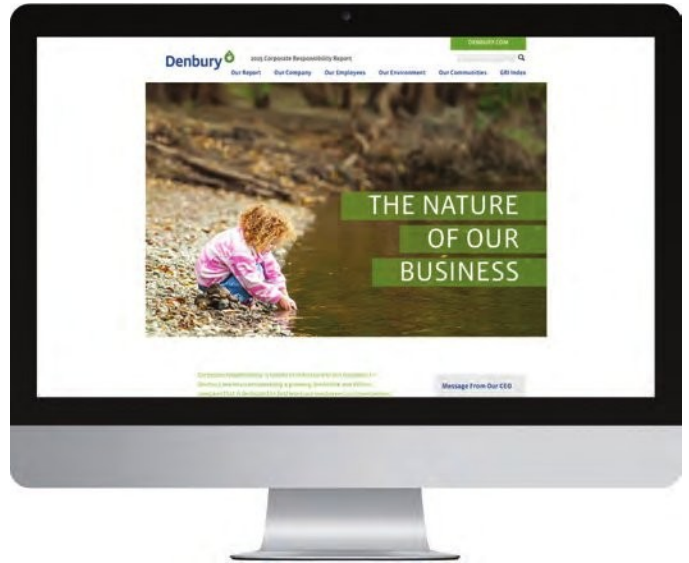 DENBURY.COM
Denbury
2015 Corporate Responsibility Report
Our Report Our Company Our Employees Our Environment Our Communities GRI Index
THE NATURE
OF OUR
BUSINESS
Message From Our CEO